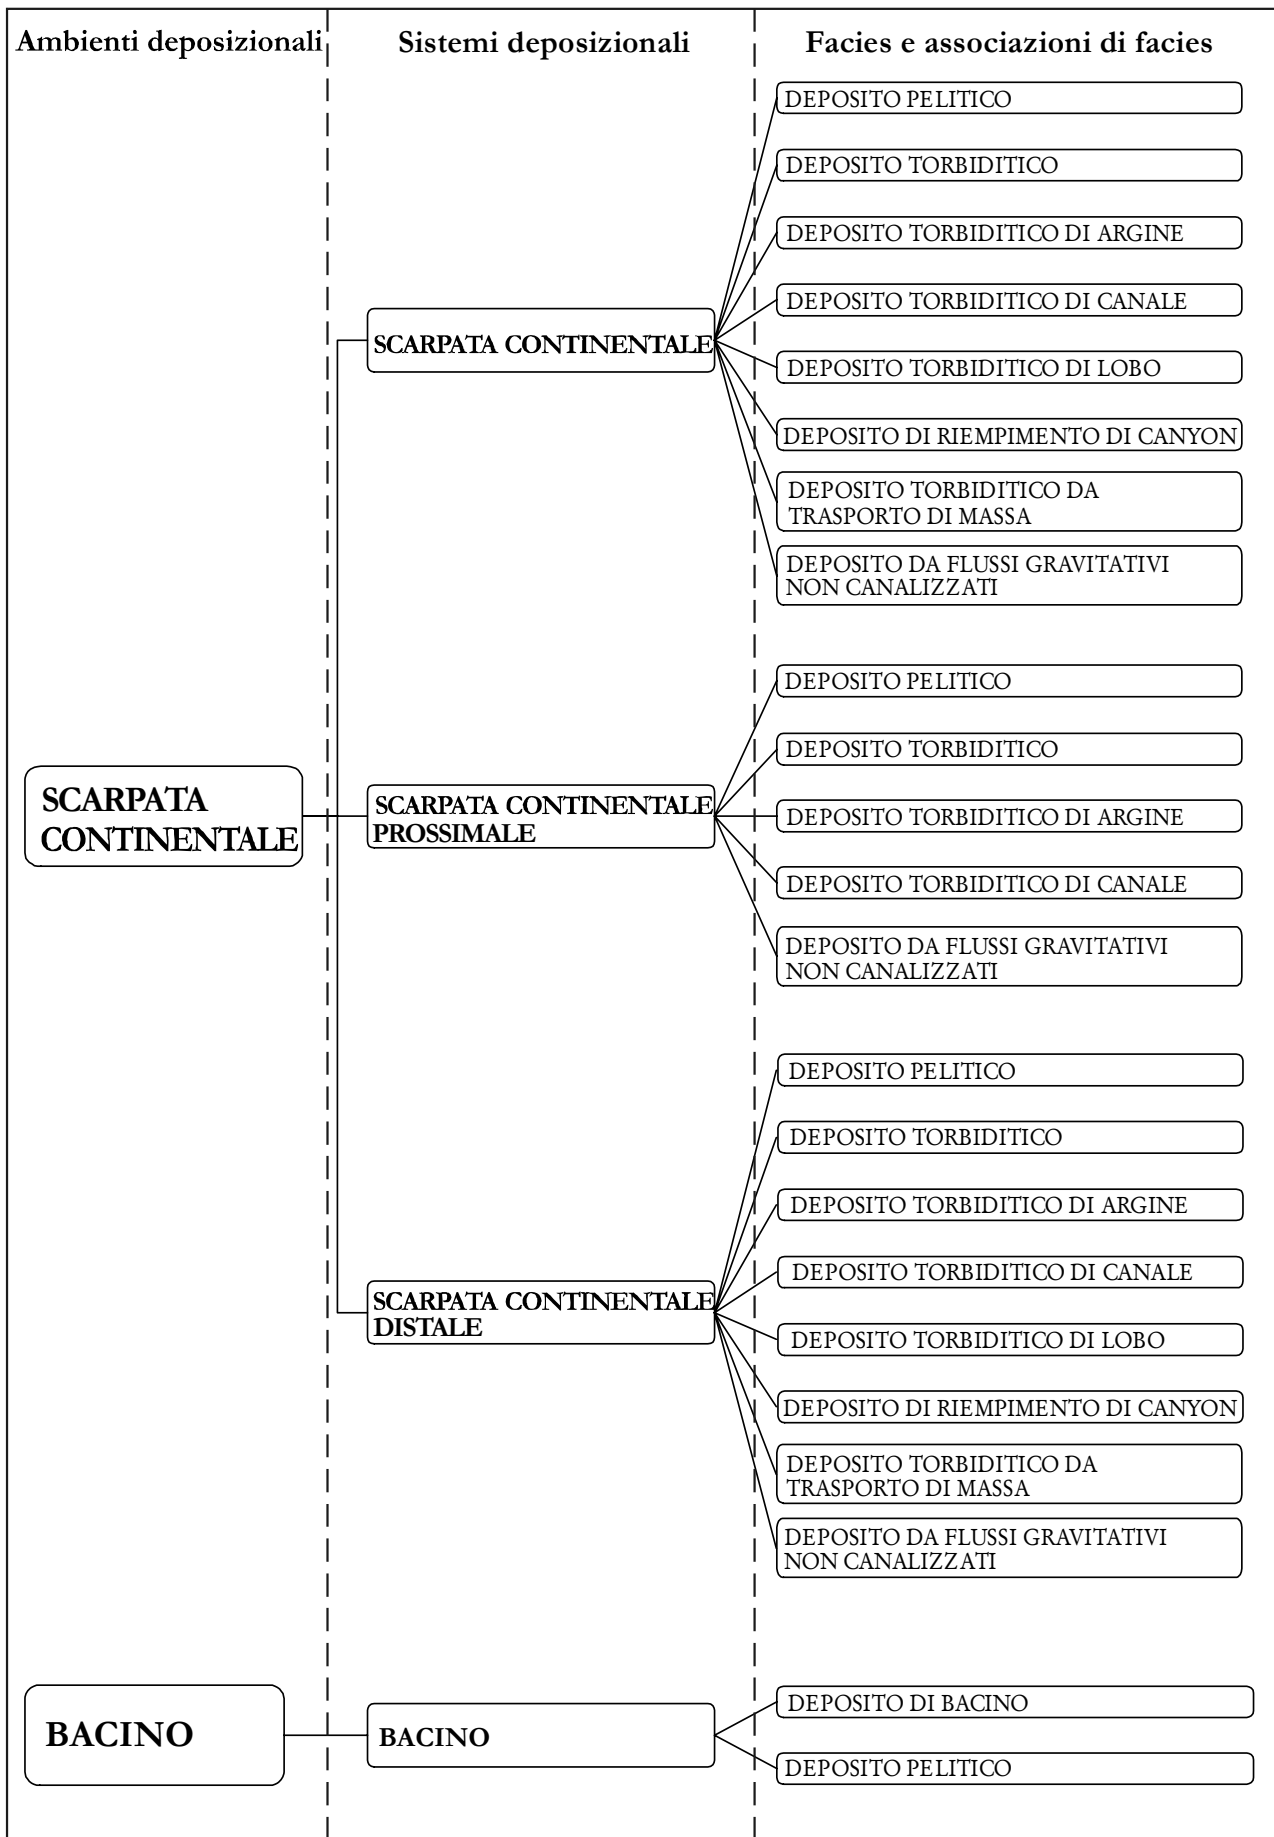 Ambienti deposizionali
Sistemi deposizionali
Facies e associazioni di facies
SCARPATA
CONTINENTALE
SCARPATA CONTINENTALE
DEPOSITO PELITICO
DEPOSITO TORBIDITICO
DEPOSITO TORBIDITICO DI ARGINE
DEPOSITO TORBIDITICO DI CANALE
DEPOSITO TORBIDITICO DI LOBO
DEPOSITO DI RIEMPIMENTO DI CANYON
DEPOSITO TORBIDITICO DA
TRASPORTO DI MASSA
DEPOSITO DA FLUSSI GRAVITATIVI
NON CANALIZZATI
SCARPATA CONTINENTALE
PROSSIMALE
DEPOSITO PELITICO
DEPOSITO TORBIDITICO
DEPOSITO TORBIDITICO DI ARGINE
DEPOSITO TORBIDITICO DI CANALE
DEPOSITO DA FLUSSI GRAVITATIVI
NON CANALIZZATI
SCARPATA CONTINENTALE
DISTALE
DEPOSITO PELITICO
DEPOSITO TORBIDITICO
DEPOSITO TORBIDITICO DI ARGINE
DEPOSITO TORBIDITICO DI CANALE
DEPOSITO TORBIDITICO DI LOBO
DEPOSITO DI RIEMPIMENTO DI CANYON
DEPOSITO TORBIDITICO DA
TRASPORTO DI MASSA
DEPOSITO DA FLUSSI GRAVITATIVI
NON CANALIZZATI
BACINO
BACINO
DEPOSITO DI BACINO
DEPOSITO PELITICO